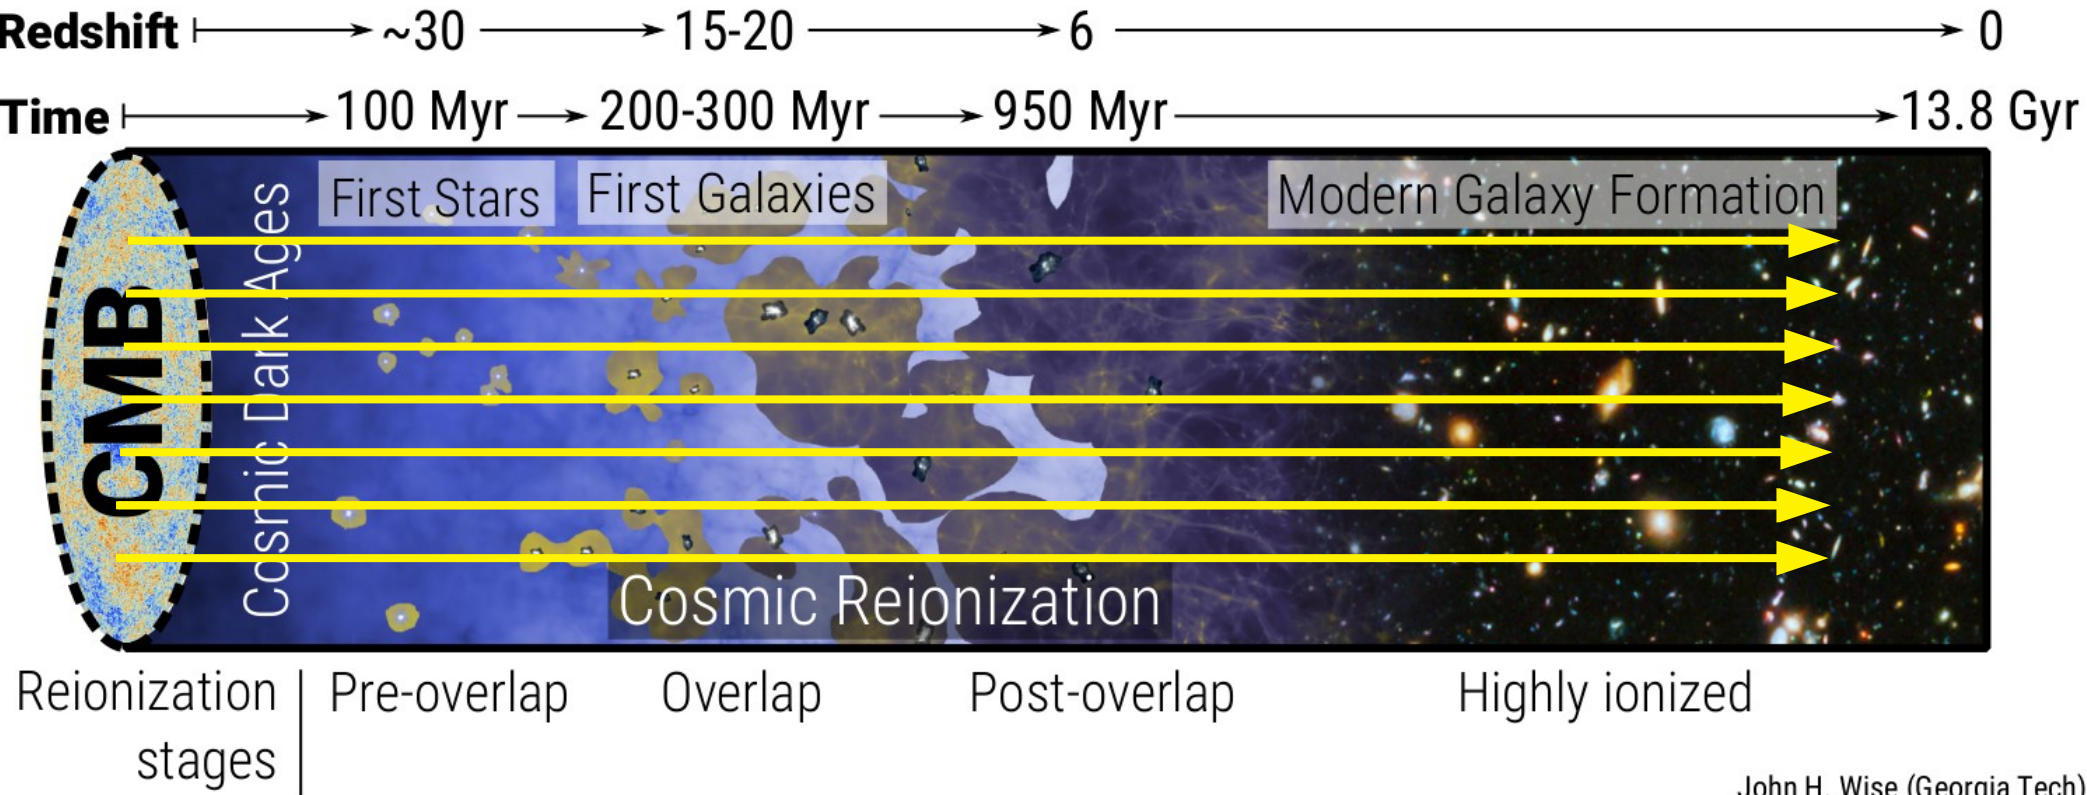 Redshift ~30 15-20 6 0
Time 100 Myr 200-300 Myr 950 Myr 13.8 Gyr
First Stars First Galaxies Modern Galaxy Formation
CMB
Cosmic Dark Ages
Cosmic Reionization
Reionization stages
Pre-overlap Overlap Post-overlap Highly ionized
John H. Wise (Georgia Tech)